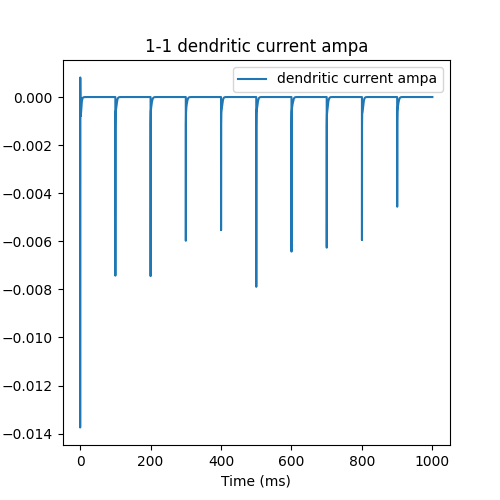 1-1 dendritic current ampa
dendritic current ampa
0.000
−0.002
−0.004
−0.006
−0.008
−0.010
−0.012
−0.014
0 200 400 600 800 1000
Time (ms)